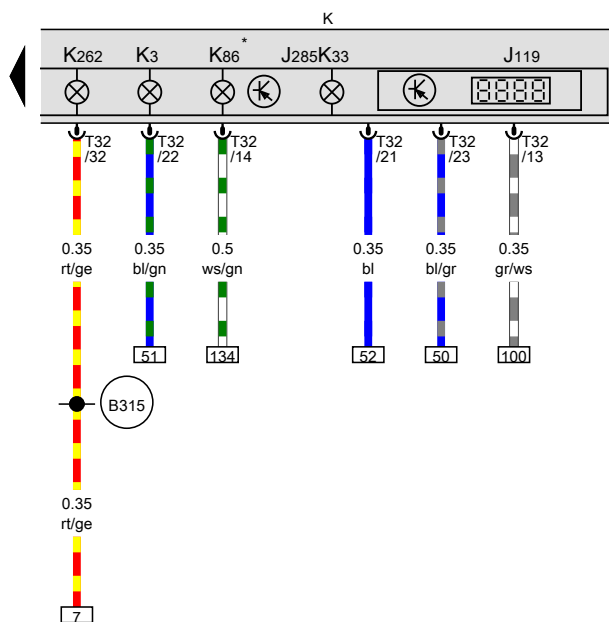 K
K262 K3 K86* J285K33 J119
8888
T32 T32 T32 T32 T32 T32
/32 /22 /14 /21 /23 /13
0.35 0.35 0.5 0.35 0.35 0.35
rt/ge bl/gn ws/gn bl bl/gr gr/ws
51 134 52 50 100
B315
0.35
rt/ge
7